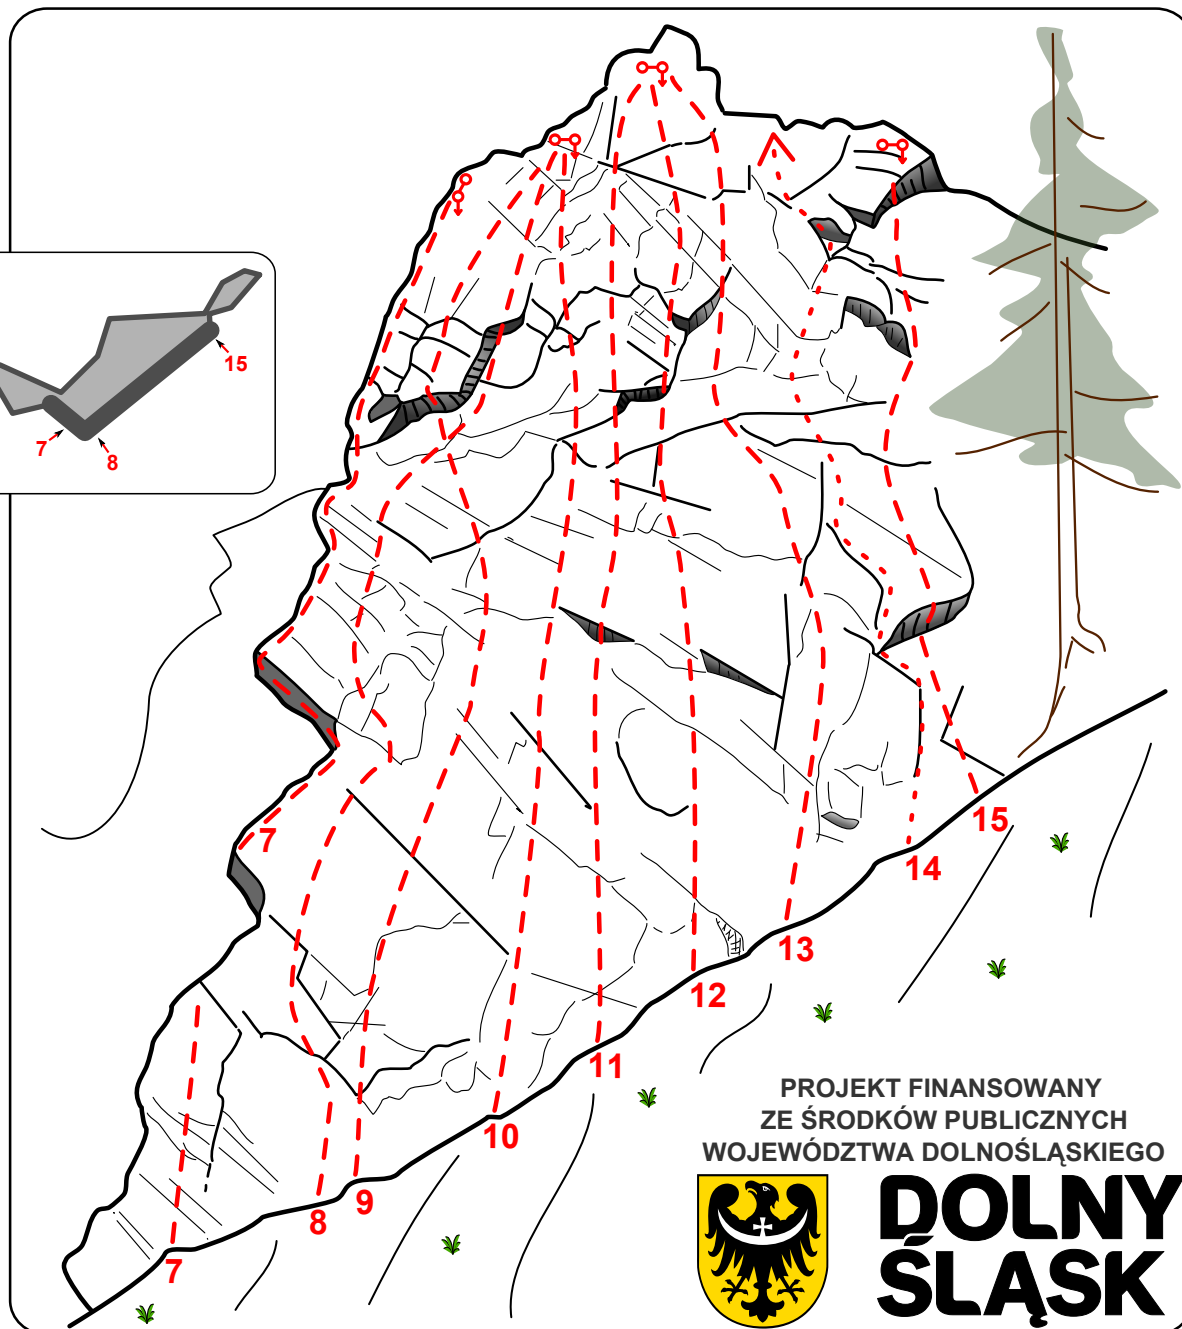 15
7
8
7
15
14
13
12
11
10
9
8
7
PROJEKT FINANSOWANY
ZE ŚRODKÓW PUBLICZNYCH
WOJEWÓDZTWA DOLNOŚLĄSKIEGO
DOLNY
ŚLĄSK